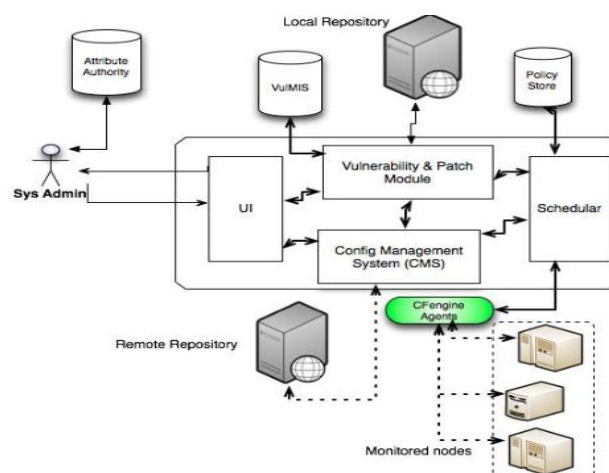 Local Repository
Attribute
Authority
VulMIS
Policy
Store
Sys Admin
UI
Vulnerability & Patch
Module
Schedular
Config Management
System (CMS)
CFengine
Agents
Remote Repository
Monitored nodes